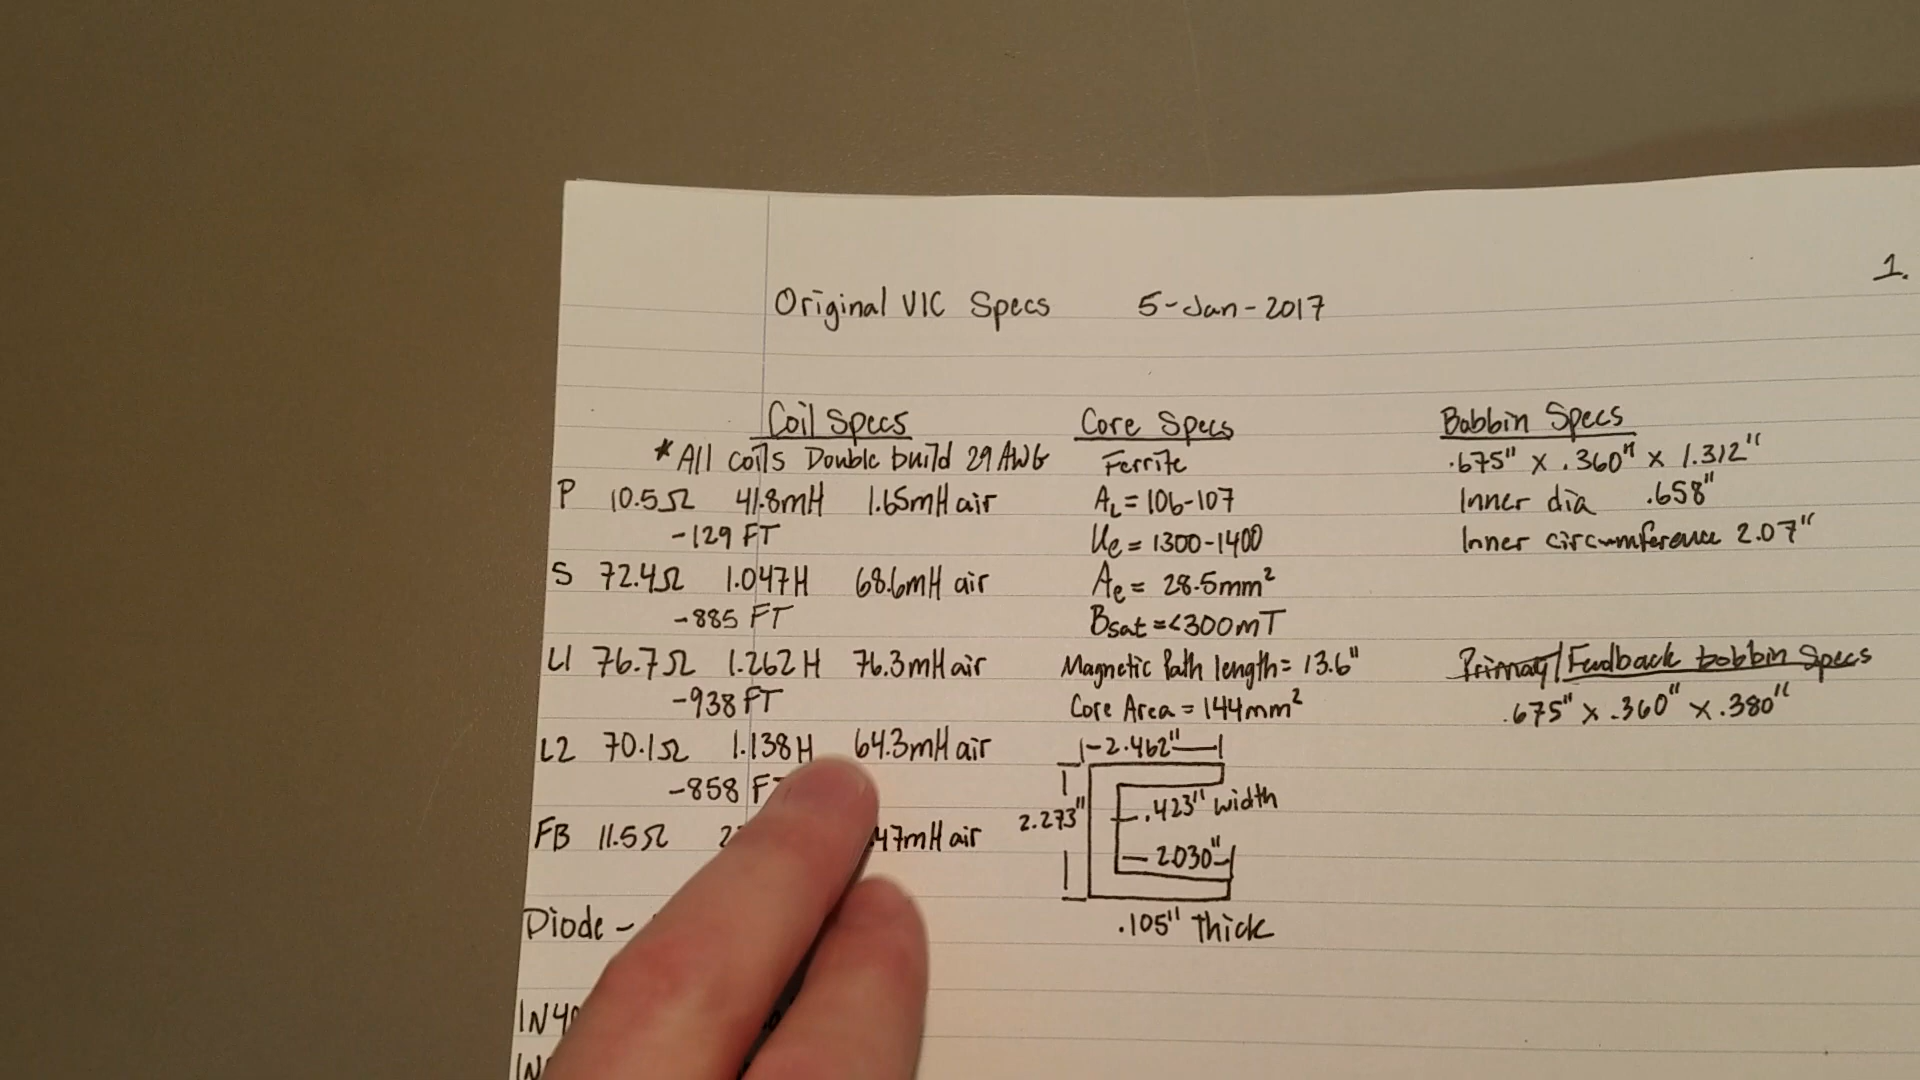 1.
Original VIC Specs 5-Jan-2017
Coil Specs
*All coils Double build 29 AWG
P 10.5Ω 41.8mH 1.65mH air
-129 FT
S 72.4Ω 1.047H 68.6mH air
-885 FT
L1 76.7Ω 1.262H 76.3mH air
-938 FT
L2 70.1Ω 1.138H 64.3mH air
-858
FB 11.5Ω mH air
Diode -
Core Specs
Ferrite
AL = 106-107
Ue = 1300-1400
Ae = 28.5mm²
Bsat = <300mT
Magnetic Path length = 13.6"
Core Area = 144mm²
2.462"
2.273"
.423" width
2.030"
.105" Thick
Bobbin Specs
.675" x .360" x 1.312"
Inner dia .658"
Inner circumference 2.07"
Primary/Feedback bobbin Specs
.675" x .360" x .380"